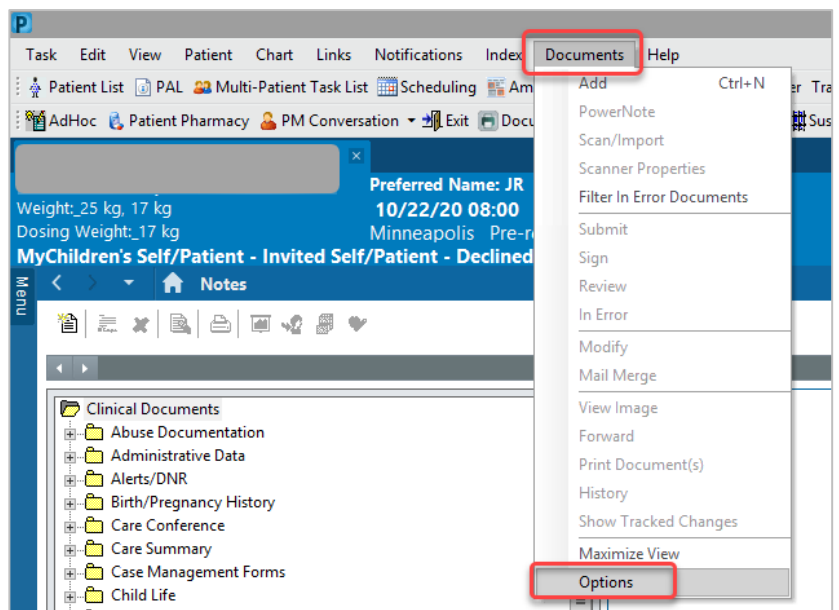 P
Task Edit View Patient Chart Links Notifications Index Documents Help
Patient List PAL Multi-Patient Task List Scheduling Am
AdHoc Patient Pharmacy PM Conversation Exit Docu
Sus
Preferred Name: JR
Weight:_25 kg, 17 kg 10/22/20 08:00
Dosing Weight:_17 kg Minneapolis
MyChildren's Self/Patient - Invited Self/Patient - Declined
Menu
Notes
Clinical Documents
Abuse Documentation
Administrative Data
Alerts/DNR
Birth/Pregnancy History
Care Conference
Care Summary
Case Management Forms
Child Life
Add Ctrl+N
PowerNote
Scan/Import
Scanner Properties
Filter In Error Documents
Submit
Sign
Review
In Error
Modify
Mail Merge
View Image
Forward
Print Document(s)
History
Show Tracked Changes
Maximize View
Options